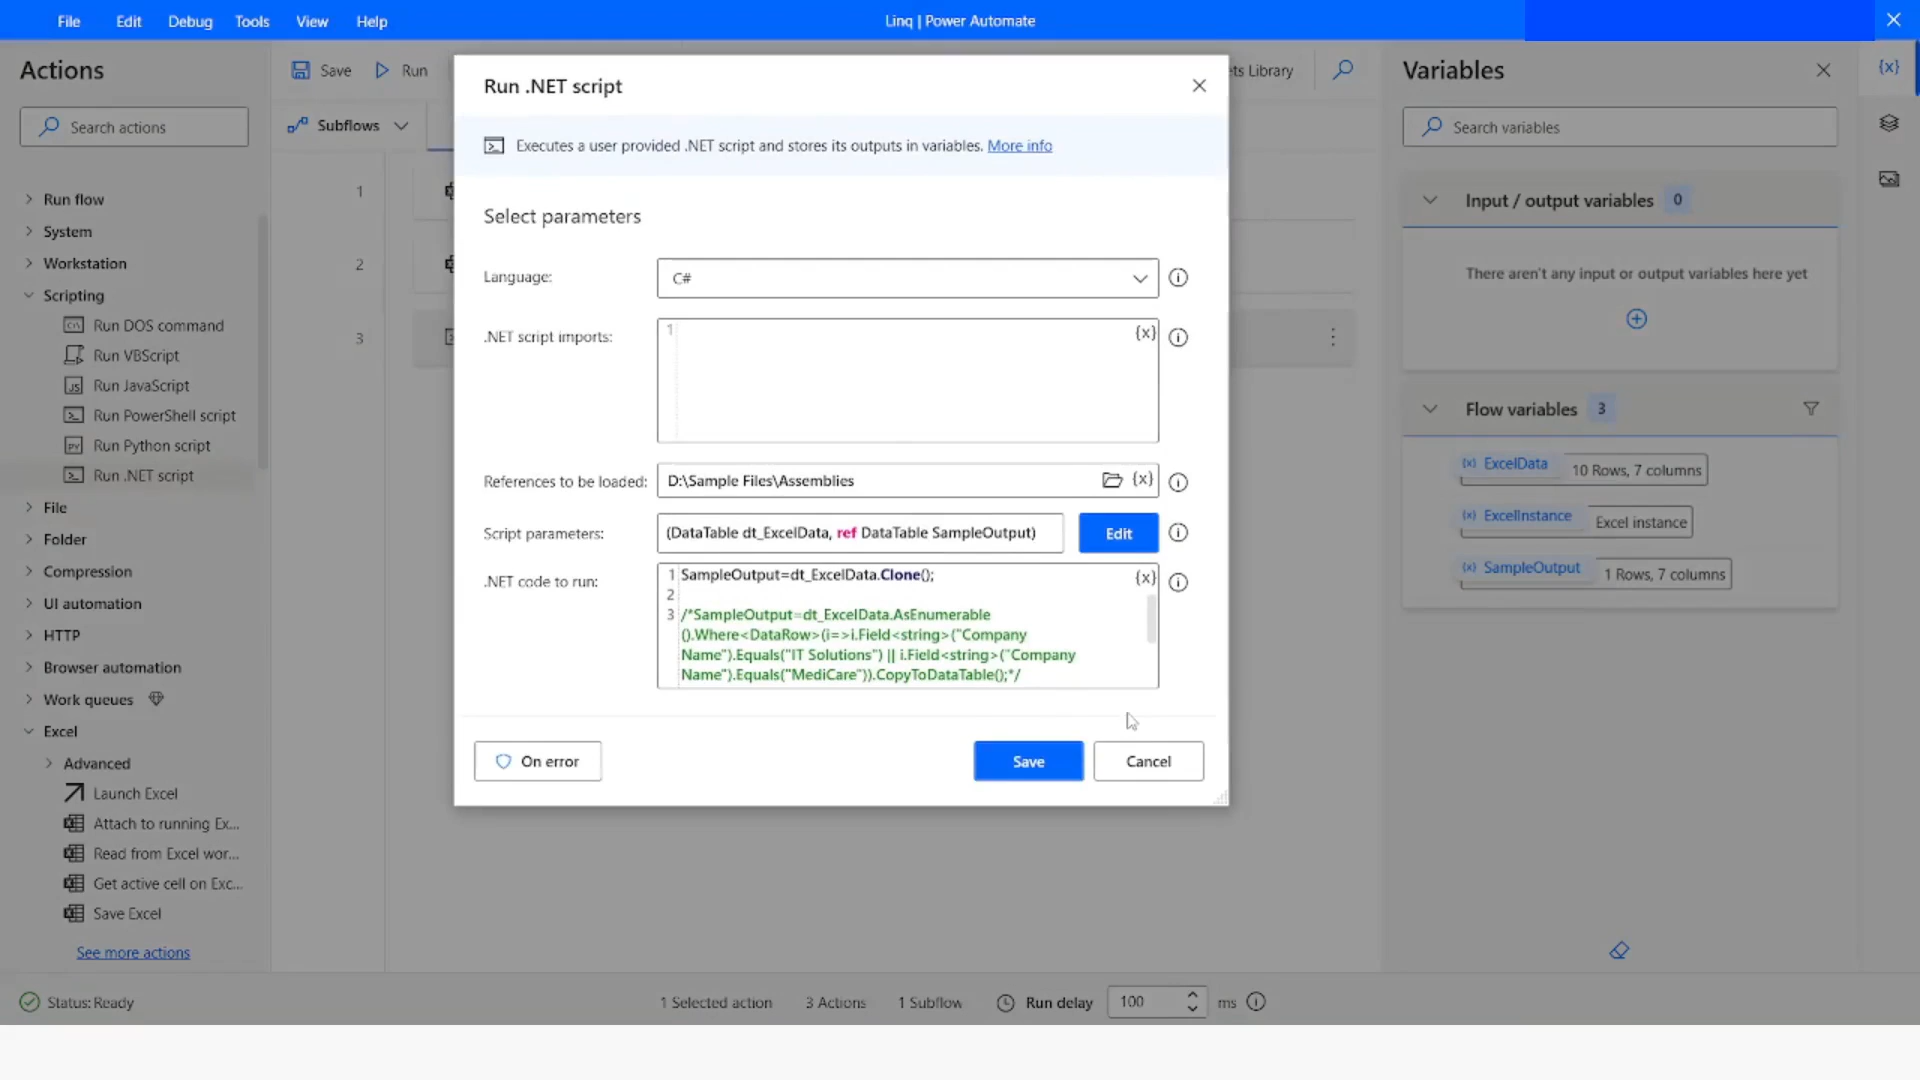 File Edit Debug Tools View Help
Linq | Power Automate
Actions
Search actions
Run flow
System
Workstation
Scripting
Run DOS command
Run VBScript
Run JavaScript
Run PowerShell script
Run Python script
Run .NET script
File
Folder
Compression
UI automation
HTTP
Browser automation
Work queues
Excel
Advanced
Launch Excel
Attach to running Ex...
Read from Excel wor...
Get active cell on Exc...
Save Excel
See more actions
Save Run
Subflows
1
2
3
Library
Run .NET script
Executes a user provided .NET script and stores its outputs in variables. More info
Select parameters
Language: C#
.NET script imports: 1 {x}
References to be loaded: D:\Sample Files\Assemblies {x}
Script parameters: (DataTable dt_ExcelData, ref DataTable SampleOutput) Edit
.NET code to run: {x}
1 SampleOutput=dt_ExcelData.Clone();
2
3 /*SampleOutput=dt_ExcelData.AsEnumerable
().Where<DataRow>(i=>i.Field<string>("Company
Name").Equals("IT Solutions") || i.Field<string>("Company
Name").Equals("MediCare")).CopyToDataTable();*/
On error Save Cancel
Variables
{x}
Search variables
Input / output variables 0
There aren't any input or output variables here yet
Flow variables 3
{x} ExcelData 10 Rows, 7 columns
{x} ExcelInstance Excel instance
{x} SampleOutput 1 Rows, 7 columns
Status: Ready
1 Selected action 3 Actions 1 Subflow Run delay 100 ms